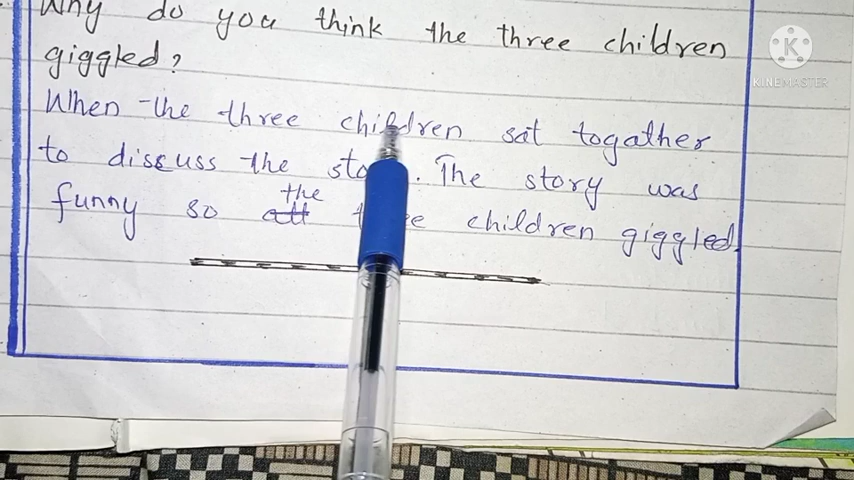 Why do you think the three children
giggled?
When the three children sat togather
to discuss the . The story was
the
funny so children giggled.
K
KINEMASTER